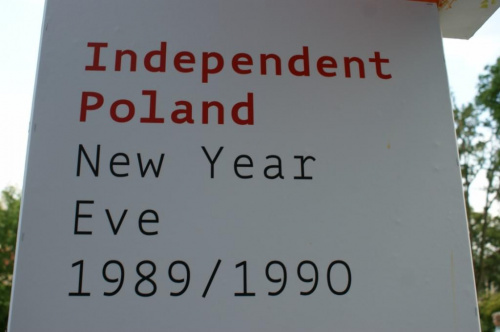 Independent
Poland
New Year
Eve
1989/1990